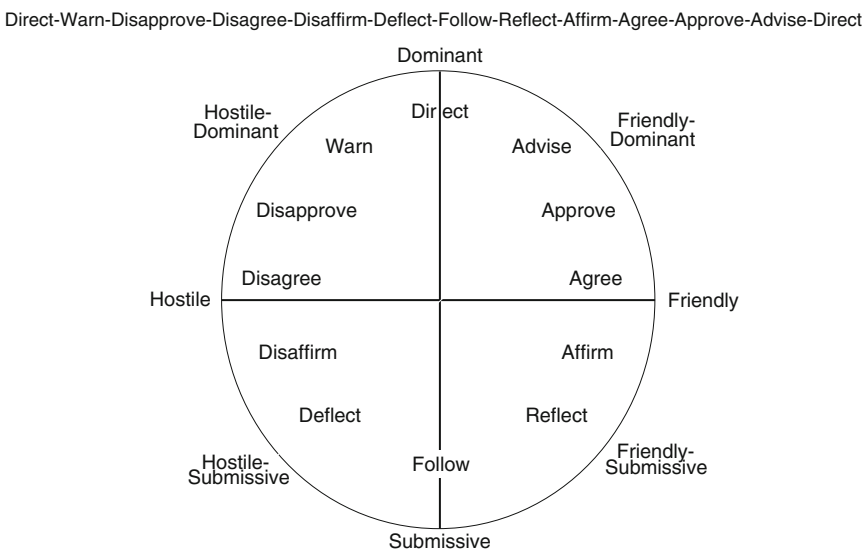 Direct-Warn-Disapprove-Disagree-Disaffirm-Deflect-Follow-Reflect-Affirm-Agree-Approve-Advise-Direct
Dominant
Hostile-
Dominant
Direct
Friendly-
Dominant
Warn
Advise
Disapprove
Approve
Disagree
Agree
Hostile
Friendly
Disaffirm
Affirm
Deflect
Reflect
Hostile-
Submissive
Follow
Friendly-
Submissive
Submissive